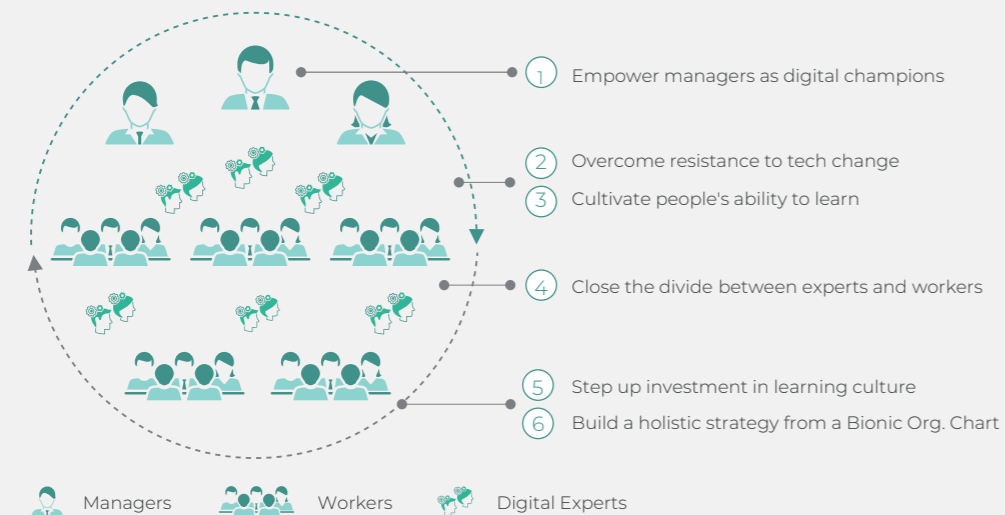 1 Empower managers as digital champions
2 Overcome resistance to tech change
3 Cultivate people's ability to learn
4 Close the divide between experts and workers
5 Step up investment in learning culture
6 Build a holistic strategy from a Bionic Org. Chart
Managers Workers Digital Experts